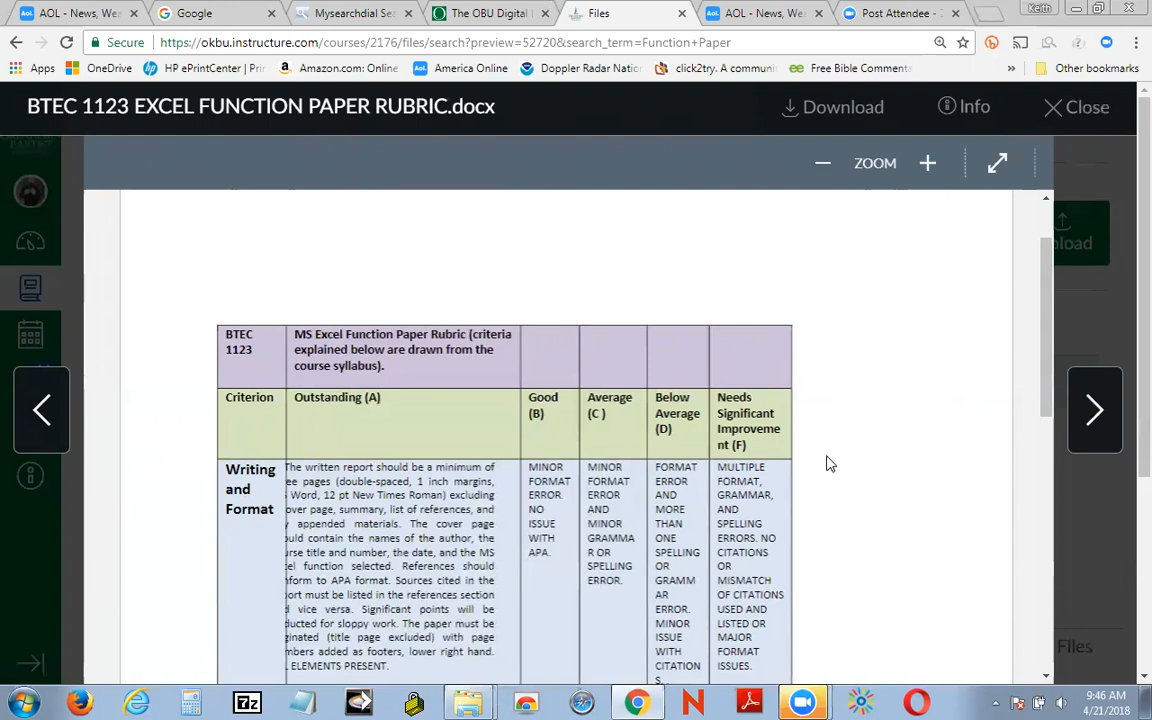 AOL - News, Wea
Google
Mysearchdial Sea
The OBU Digital
Files
AOL - News, Wea
Post Attendee -
Keith
Secure
https://okbu.instructure.com/courses/2176/files/search?preview=52720&search_term=Function+Paper
Apps
OneDrive
HP ePrintCenter | Pri
Amazon.com: Online
America Online
Doppler Radar Natio
click2try. A communi
Free Bible Commenta
Other bookmarks
BTEC 1123 EXCEL FUNCTION PAPER RUBRIC.docx
Download
Info
Close
ZOOM
load
BTEC
1123
MS Excel Function Paper Rubric (criteria
explained below are drawn from the
course syllabus).
Criterion
Outstanding (A)
Good
(B)
Average
(C )
Below
Average
(D)
Needs
Significant
Improveme
nt (F)
Writing
and
Format
The written report should be a minimum of
ee pages (double-spaced, 1 inch margins,
Word, 12 pt New Times Roman) excluding
over page, summary, list of references, and
y appended materials. The cover page
uld contain the names of the author, the
rse title and number, the date, and the MS
el function selected. References should
nform to APA format. Sources cited in the
ort must be listed in the references section
d vice versa. Significant points will be
ducted for sloppy work. The paper must be
ginated (title page excluded) with page
mbers added as footers, lower right hand.
ELEMENTS PRESENT.
MINOR
FORMAT
ERROR.
NO
ISSUE
WITH
APA.
MINOR
FORMAT
ERROR
AND
MINOR
GRAMMA
R OR
SPELLING
ERROR.
FORMAT
ERROR
AND
MORE
THAN
ONE
SPELLING
OR
GRAMM
AR
ERROR.
MINOR
ISSUE
WITH
CITATION
S.
MULTIPLE
FORMAT,
GRAMMAR,
AND
SPELLING
ERRORS. NO
CITATIONS
OR
MISMATCH
OF CITATIONS
USED AND
LISTED OR
MAJOR
FORMAT
ISSUES.
Files
9:46 AM
4/21/2018